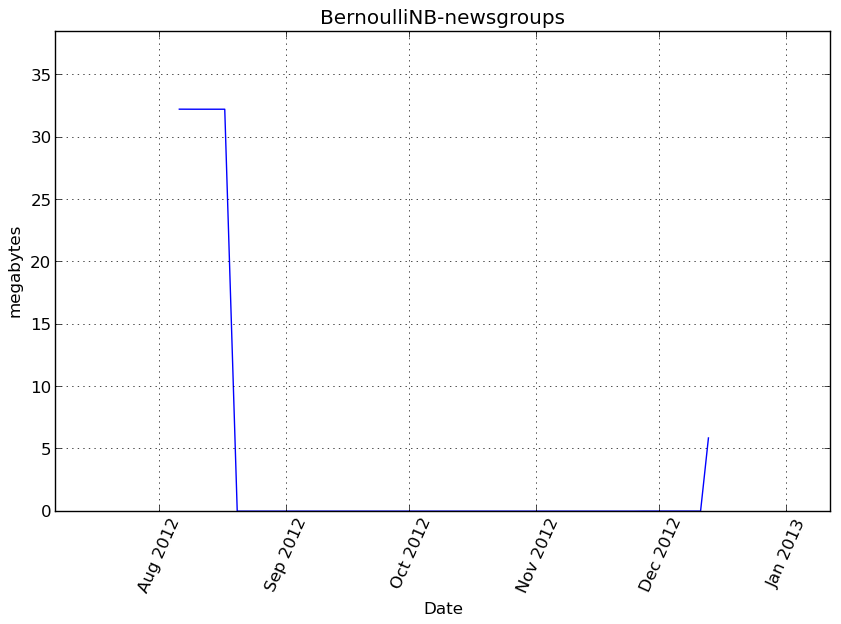 BernoulliNB-newsgroups
megabytes
35
30
25
20
15
10
5
0
Aug 2012
Sep 2012
Oct 2012
Nov 2012
Dec 2012
Jan 2013
Date